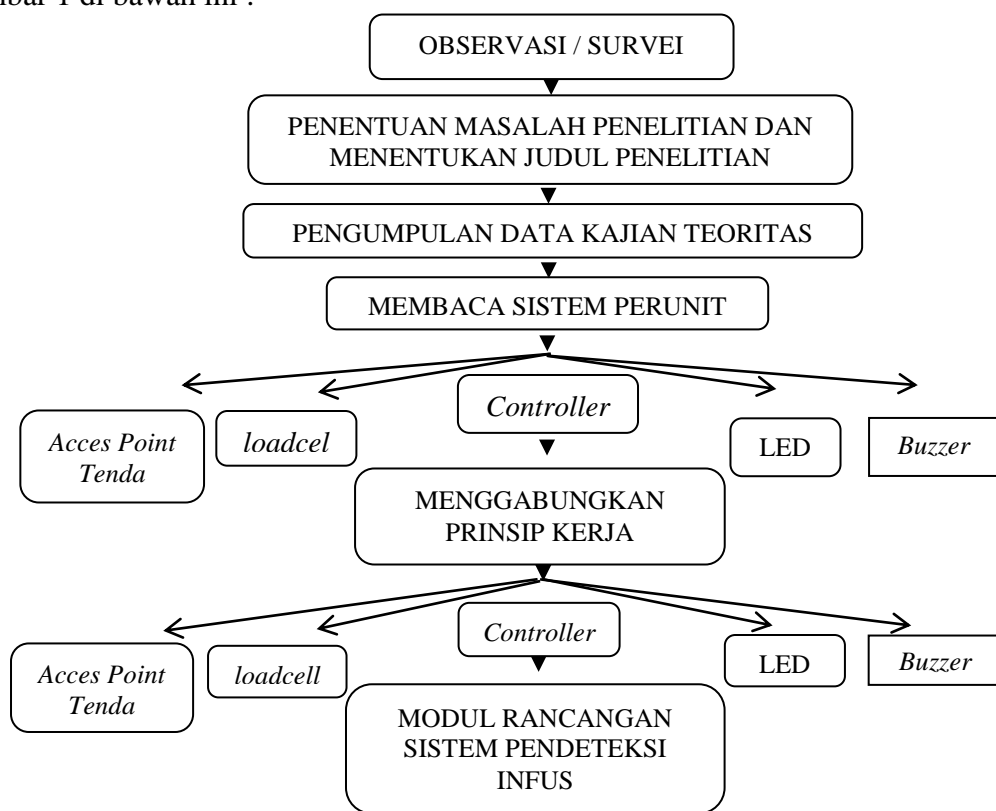 mbar 1 di bawah ini :
OBSERVASI / SURVEI
PENENTUAN MASALAH PENELITIAN DAN
MENENTUKAN JUDUL PENELITIAN
PENGUMPULAN DATA KAJIAN TEORITAS
MEMBACA SISTEM PERUNIT
Acces Point
Tenda
loadcel
Controller
LED
Buzzer
MENGGABUNGKAN
PRINSIP KERJA
Acces Point
Tenda
loadcell
Controller
LED
Buzzer
MODUL RANCANGAN
SISTEM PENDETEKSI
INFUS